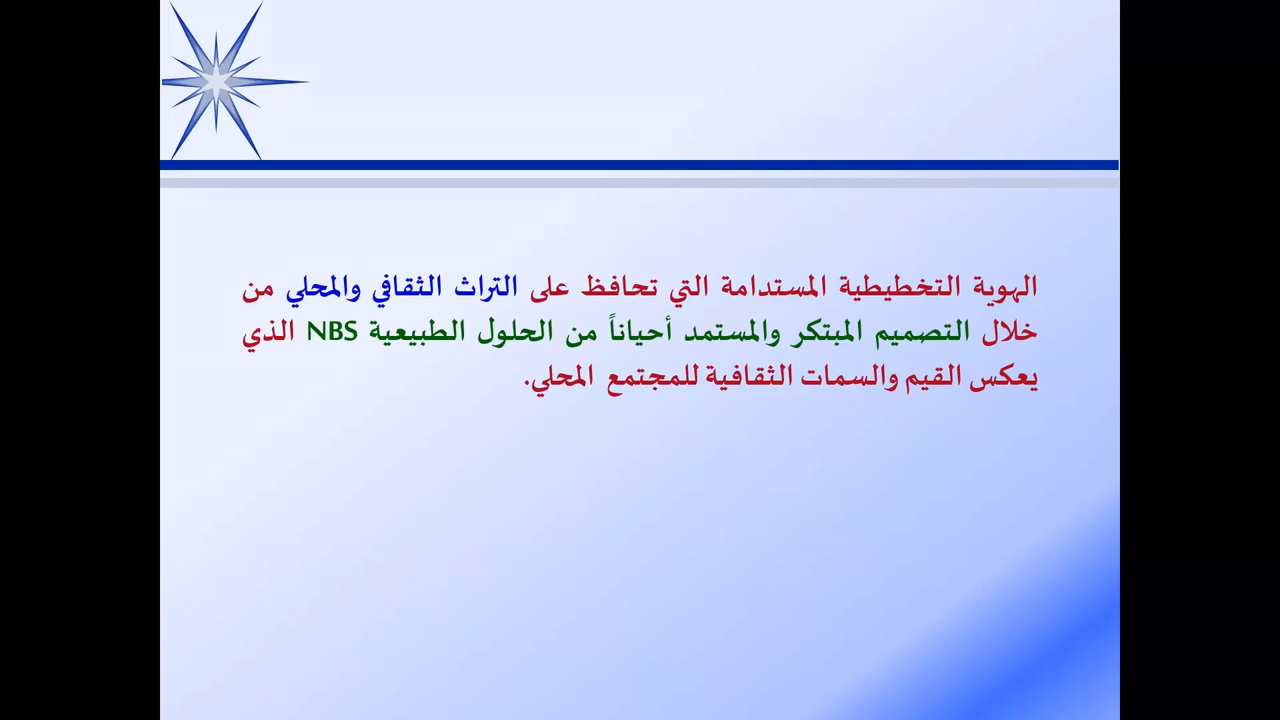 الهوية التخطيطية المستدامة التي تحافظ على التراث الثقافي والمحلي من
خلال التصميم المبتكر والمستمد أحياناً من الحلول الطبيعية NBS الذي
يعكس القيم والسمات الثقافية للمجتمع المحلي.